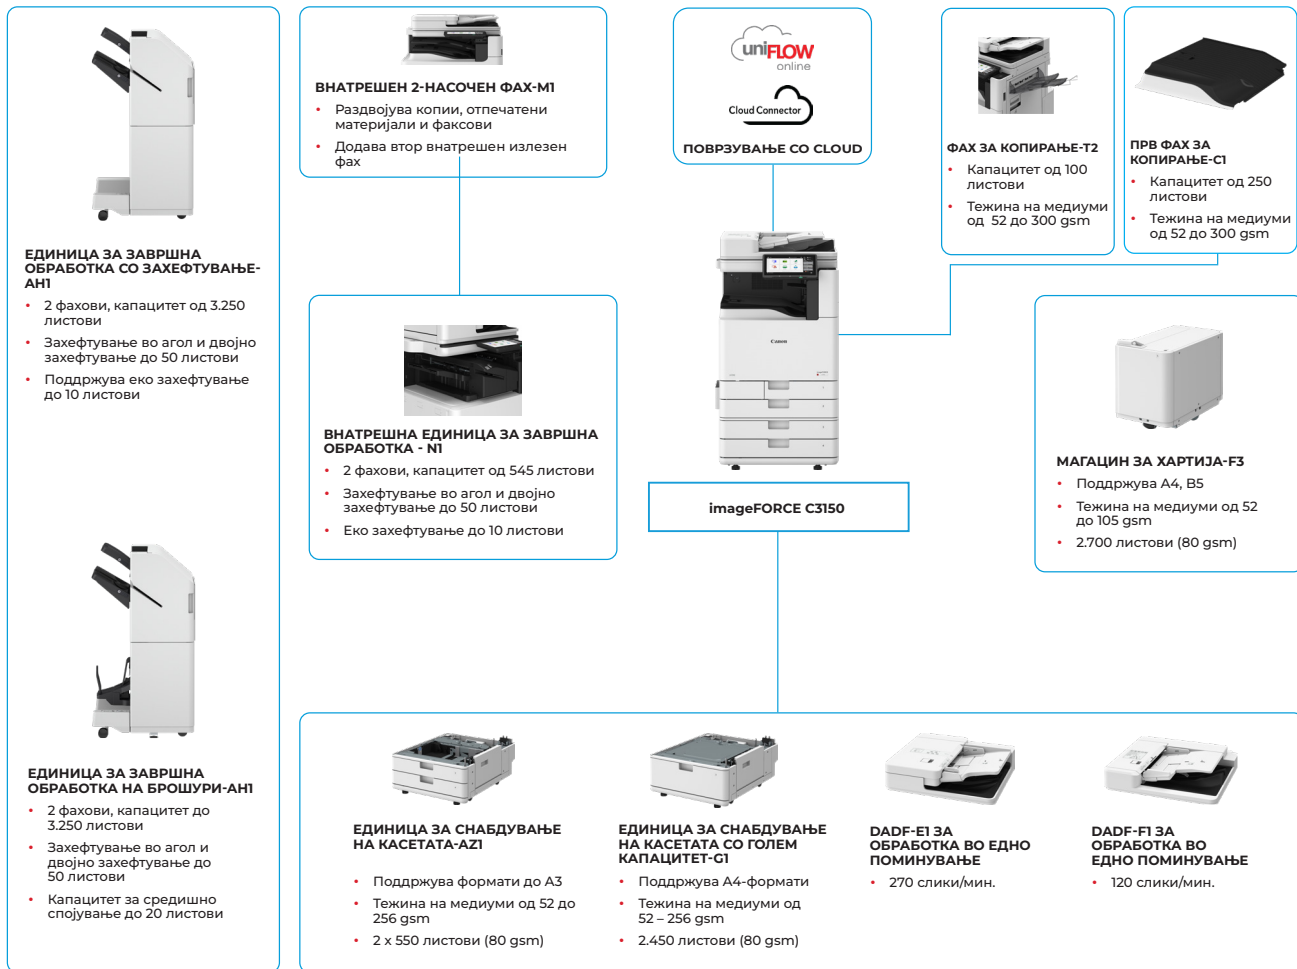 ЕДИНИЦА ЗА ЗАВРШНА
ОБРАБОТКА СО ЗАХЕФТУВАЊЕ-
AH1
• 2 фахови, капацитет од 3.250
листови
• Захефтување во агол и двојно
захефтување до 50 листови
• Поддржува еко захефтување
до 10 листови
ЕДИНИЦА ЗА ЗАВРШНА
ОБРАБОТКА НА БРОШУРИ-AH1
• 2 фахови, капацитет до
3.250 листови
• Захефтување во агол и
двојно захефтување до
50 листови
• Капацитет за средишно
спојување до 20 листови
ВНАТРЕШЕН 2-НАСОЧЕН ФАХ-M1
• Раздвојува копии, отпечатени
материјали и факсови
• Додава втор внатрешен излезен
фах
ВНАТРЕШНА ЕДИНИЦА ЗА ЗАВРШНА
ОБРАБОТКА - N1
• 2 фахови, капацитет од 545 листови
• Захефтување во агол и двојно
захефтување до 50 листови
• Еко захефтување до 10 листови
uniFLOW
online
Cloud Connector
ПОВРЗУВАЊЕ СО CLOUD
Canon
imageFORCE C3150
ФАХ ЗА КОПИРАЊЕ-T2
• Капацитет од 100
листови
• Тежина на медиуми
од 52 до 300 gsm
ПРВ ФАХ ЗА
КОПИРАЊЕ-C1
• Капацитет од 250
листови
• Тежина на медиуми
од 52 до 300 gsm
МАГАЦИН ЗА ХАРТИЈА-F3
• Поддржува A4, B5
• Тежина на медиуми од 52
до 105 gsm
• 2.700 листови (80 gsm)
ЕДИНИЦА ЗА СНАБДУВАЊЕ
НА КАСЕТАТА-AZ1
• Поддржува формати до A3
• Тежина на медиуми од 52 до
256 gsm
• 2 x 550 листови (80 gsm)
ЕДИНИЦА ЗА СНАБДУВАЊЕ
НА КАСЕТАТА СО ГОЛЕМ
КАПАЦИТЕТ-G1
• Поддржува A4-формати
• Тежина на медиуми од
52 – 256 gsm
• 2.450 листови (80 gsm)
DADF-E1 ЗА
ОБРАБОТКА ВО ЕДНО
ПОМИНУВАЊЕ
• 270 слики/мин.
DADF-F1 ЗА
ОБРАБОТКА ВО
ЕДНО ПОМИНУВАЊЕ
• 120 слики/мин.